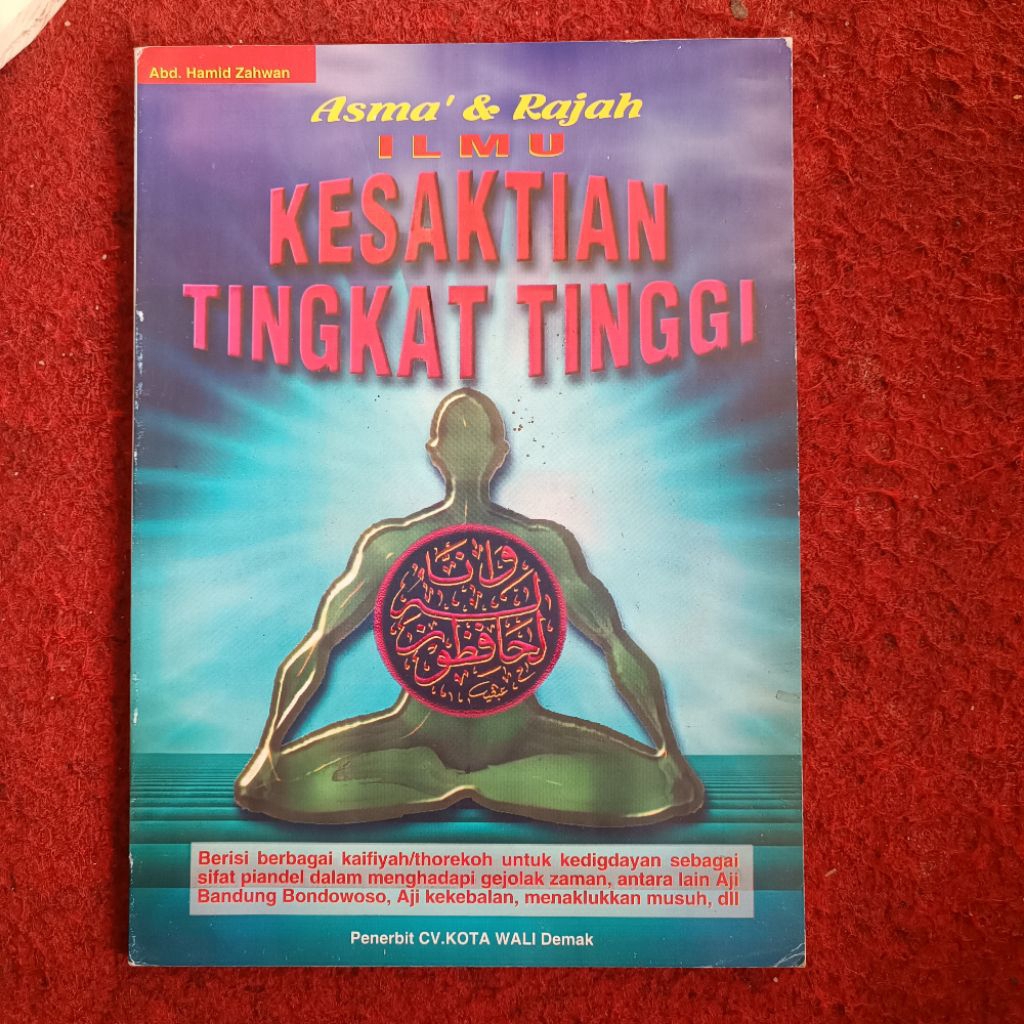 Abd. Hamid Zahwan
Asma' & Rajah
ILMU
KESAKTIAN
TINGKAT TINGGI
وانا
له
لحافظون
Berisi berbagai kaifiyah/thorekoh untuk kedigdayan sebagai
sifat piandel dalam menghadapi gejolak zaman, antara lain Aji
Bandung Bondowoso, Aji kekebalan, menaklukkan musuh, dll
Penerbit CV.KOTA WALI Demak